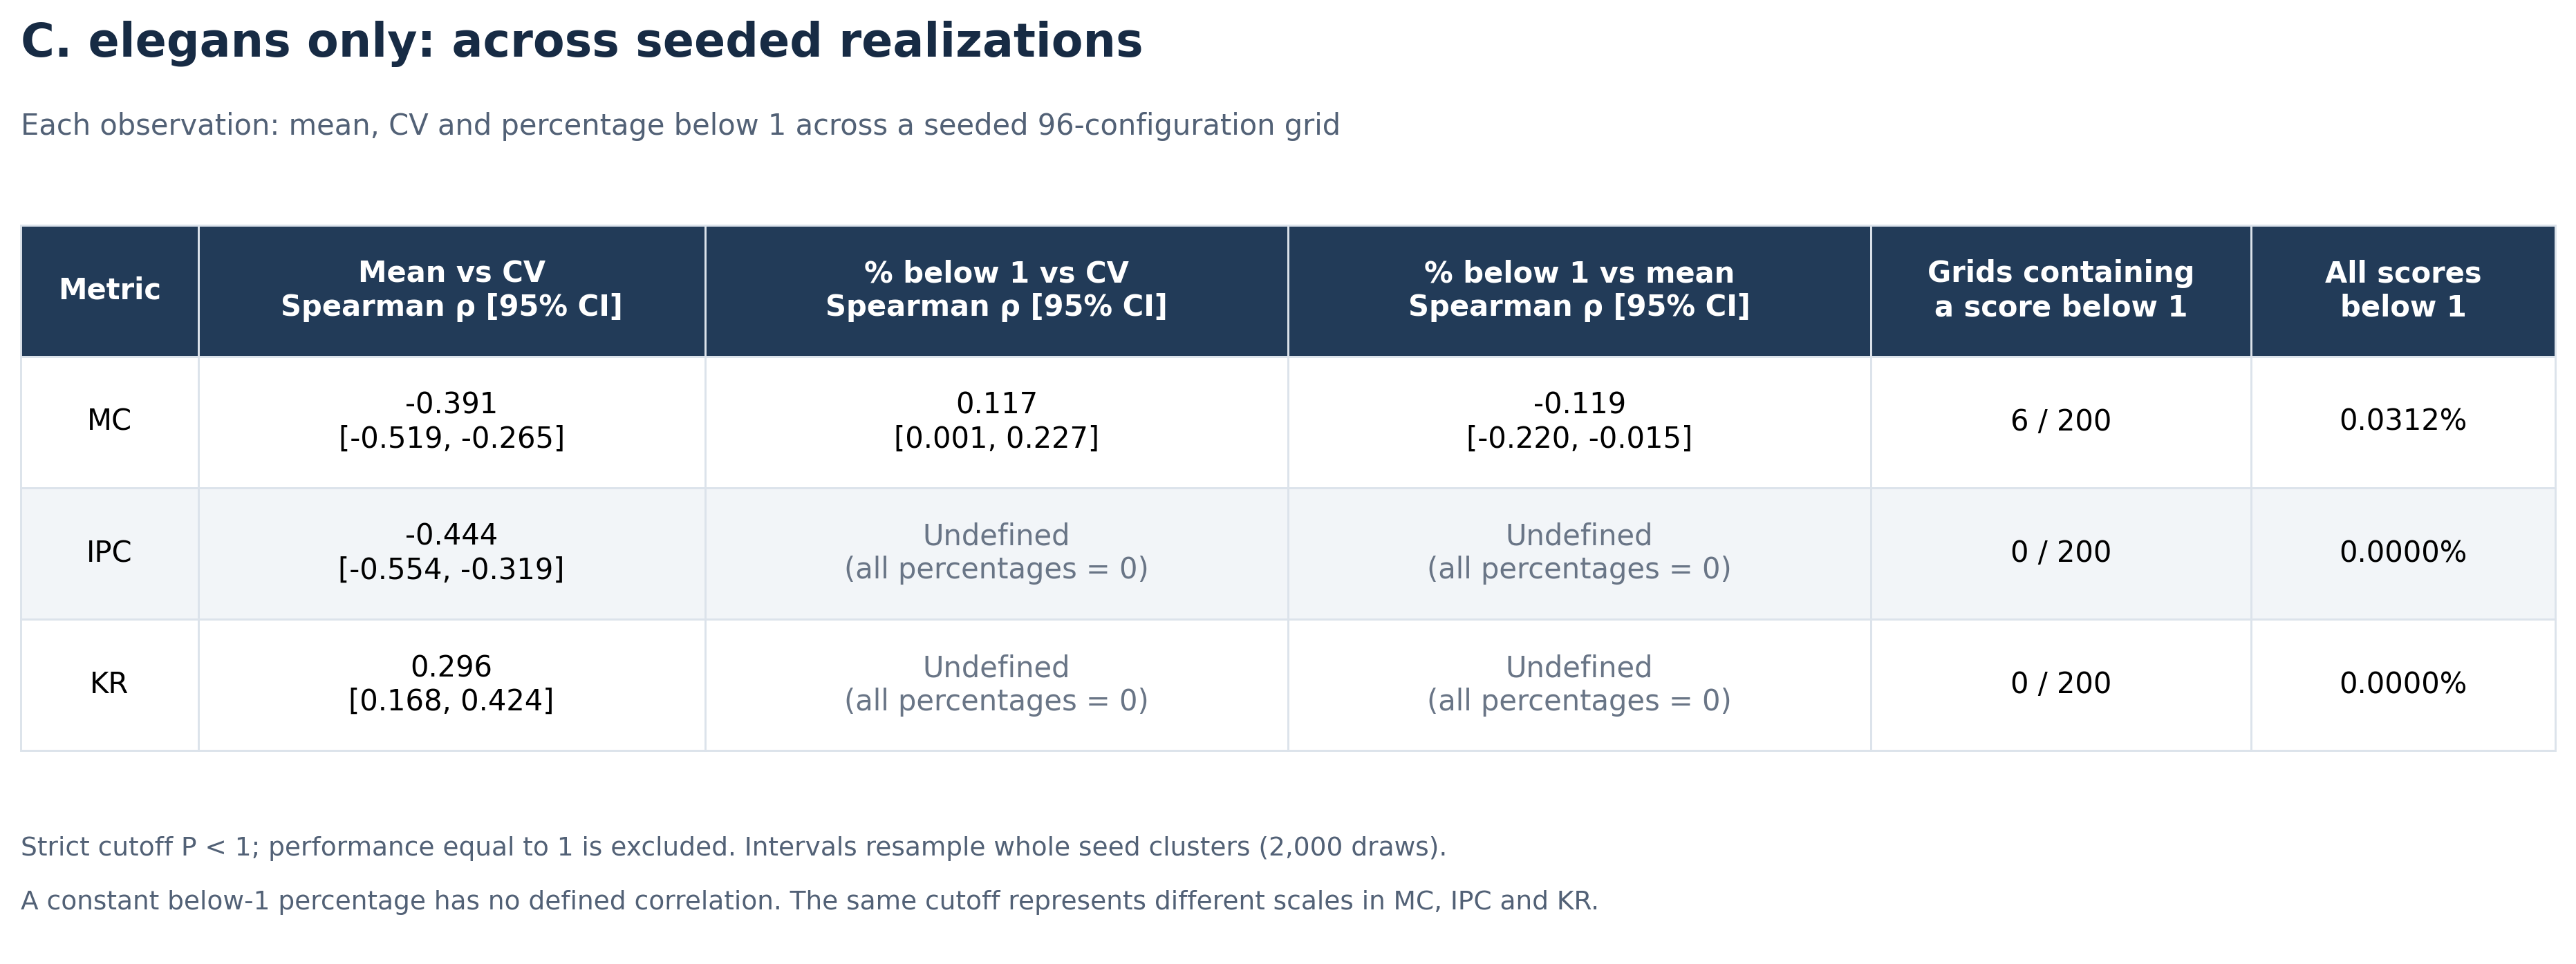 C. elegans only: across seeded realizations
Each observation: mean, CV and percentage below 1 across a seeded 96-configuration grid
Metric
Mean vs CV
Spearman ρ [95% CI]
% below 1 vs CV
Spearman ρ [95% CI]
% below 1 vs mean
Spearman ρ [95% CI]
Grids containing
a score below 1
All scores
below 1
MC
-0.391
[-0.519, -0.265]
0.117
[0.001, 0.227]
-0.119
[-0.220, -0.015]
6 / 200
0.0312%
IPC
-0.444
[-0.554, -0.319]
Undefined
(all percentages = 0)
Undefined
(all percentages = 0)
0 / 200
0.0000%
KR
0.296
[0.168, 0.424]
Undefined
(all percentages = 0)
Undefined
(all percentages = 0)
0 / 200
0.0000%
Strict cutoff P < 1; performance equal to 1 is excluded. Intervals resample whole seed clusters (2,000 draws).
A constant below-1 percentage has no defined correlation. The same cutoff represents different scales in MC, IPC and KR.